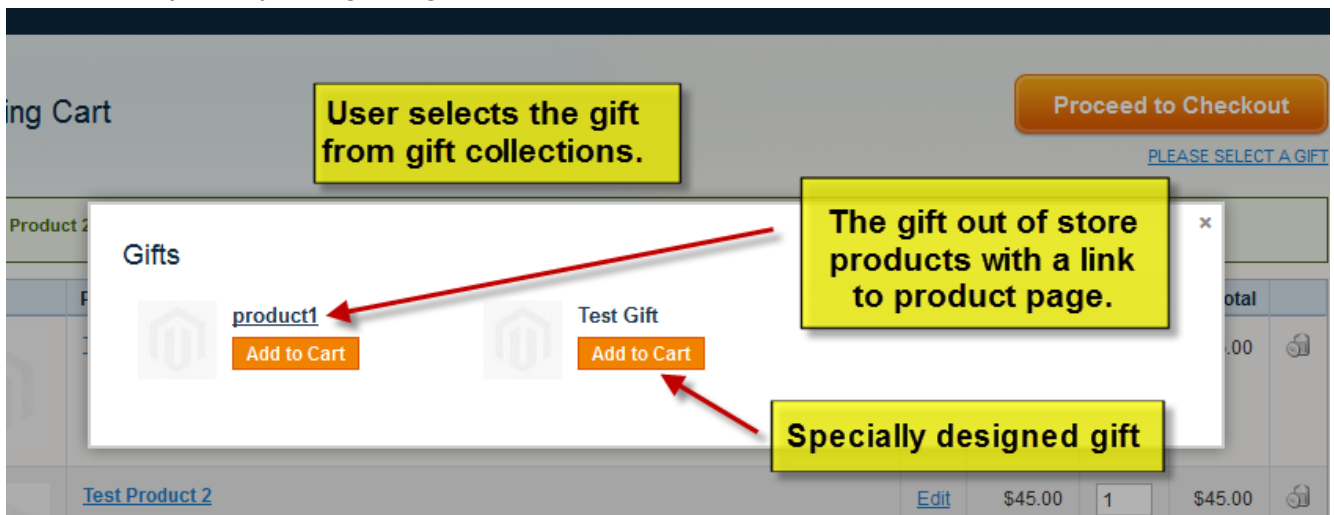 ing Cart
User selects the gift
from gift collections.
Proceed to Checkout
PLEASE SELECT A GIFT
Product 2
The gift out of store
products with a link
to product page.
×
Gifts
product1
Add to Cart
Test Gift
Add to Cart
otal
.00
Specially designed gift
Test Product 2 Edit $45.00 1 $45.00